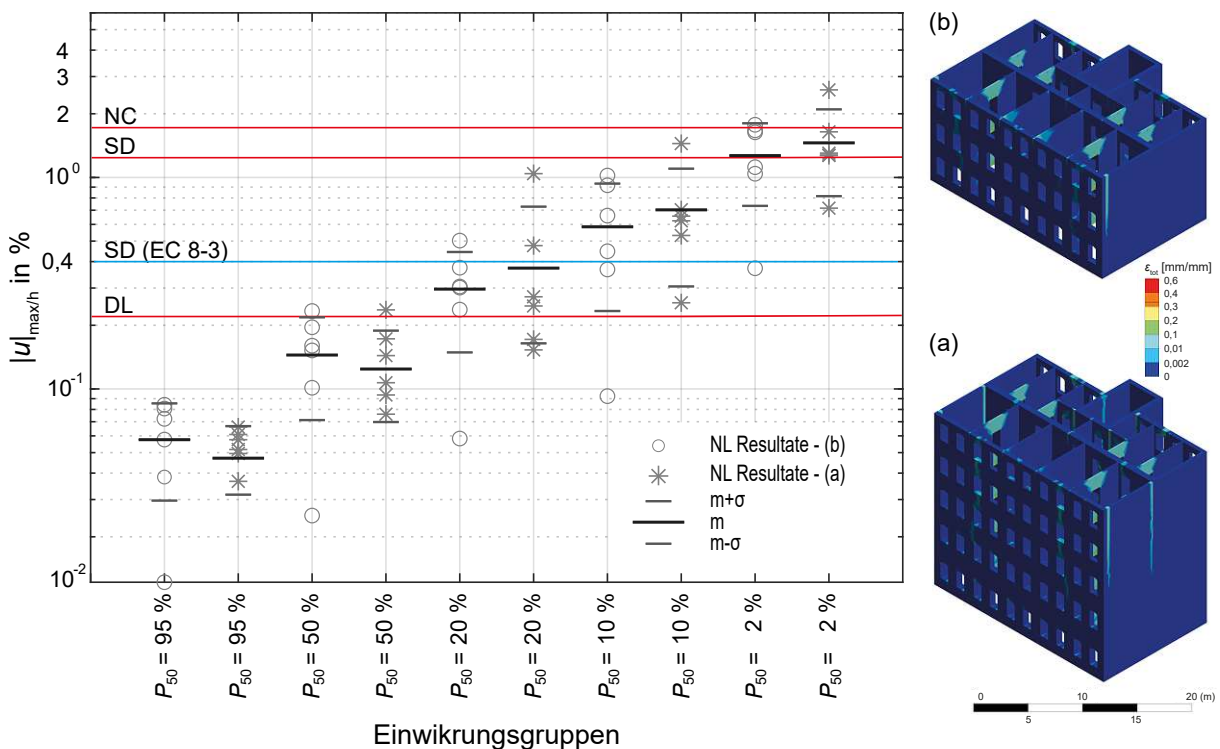 4
3
2
10⁰
0,4
0,2
10⁻¹
10⁻²
|u|max/h in %
NC
SD
SD (EC 8-3)
DL
NL Resultate - (b)
NL Resultate - (a)
m+σ
m
m-σ
P50 = 95 %
P50 = 95 %
P50 = 50 %
P50 = 50 %
P50 = 20 %
P50 = 20 %
P50 = 10 %
P50 = 10 %
P50 = 2 %
P50 = 2 %
Einwikrungsgruppen
(b)
εtot [mm/mm]
0,6
0,4
0,3
0,2
0,1
0,01
0,002
0
(a)
0 10 20 (m)
5 15